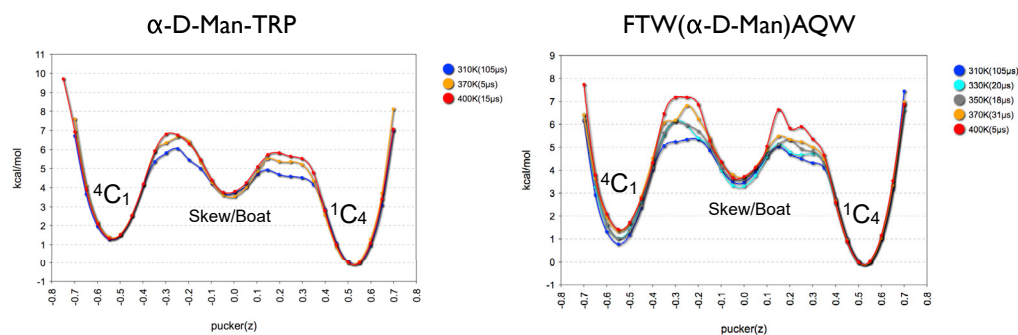 α-D-Man-TRP
11
10
9
8
7
6
5
4
3
2
1
0
-1
kcal/mol
⁴C₁
Skew/Boat
¹C₄
310K(105μs)
370K(5μs)
400K(15μs)
-0.8
-0.7
-0.6
-0.5
-0.4
-0.3
-0.2
-0.1
0.0
0.1
0.2
0.3
0.4
0.5
0.6
0.7
0.8
pucker(z)
FTW(α-D-Man)AQW
9
8
7
6
5
4
3
2
1
0
-1
kcal/mol
⁴C₁
Skew/Boat
¹C₄
310K(105μs)
330K(20μs)
350K(18μs)
370K(31μs)
400K(5μs)
-0.8
-0.7
-0.6
-0.5
-0.4
-0.3
-0.2
-0.1
0.0
0.1
0.2
0.3
0.4
0.5
0.6
0.7
0.8
pucker(z)